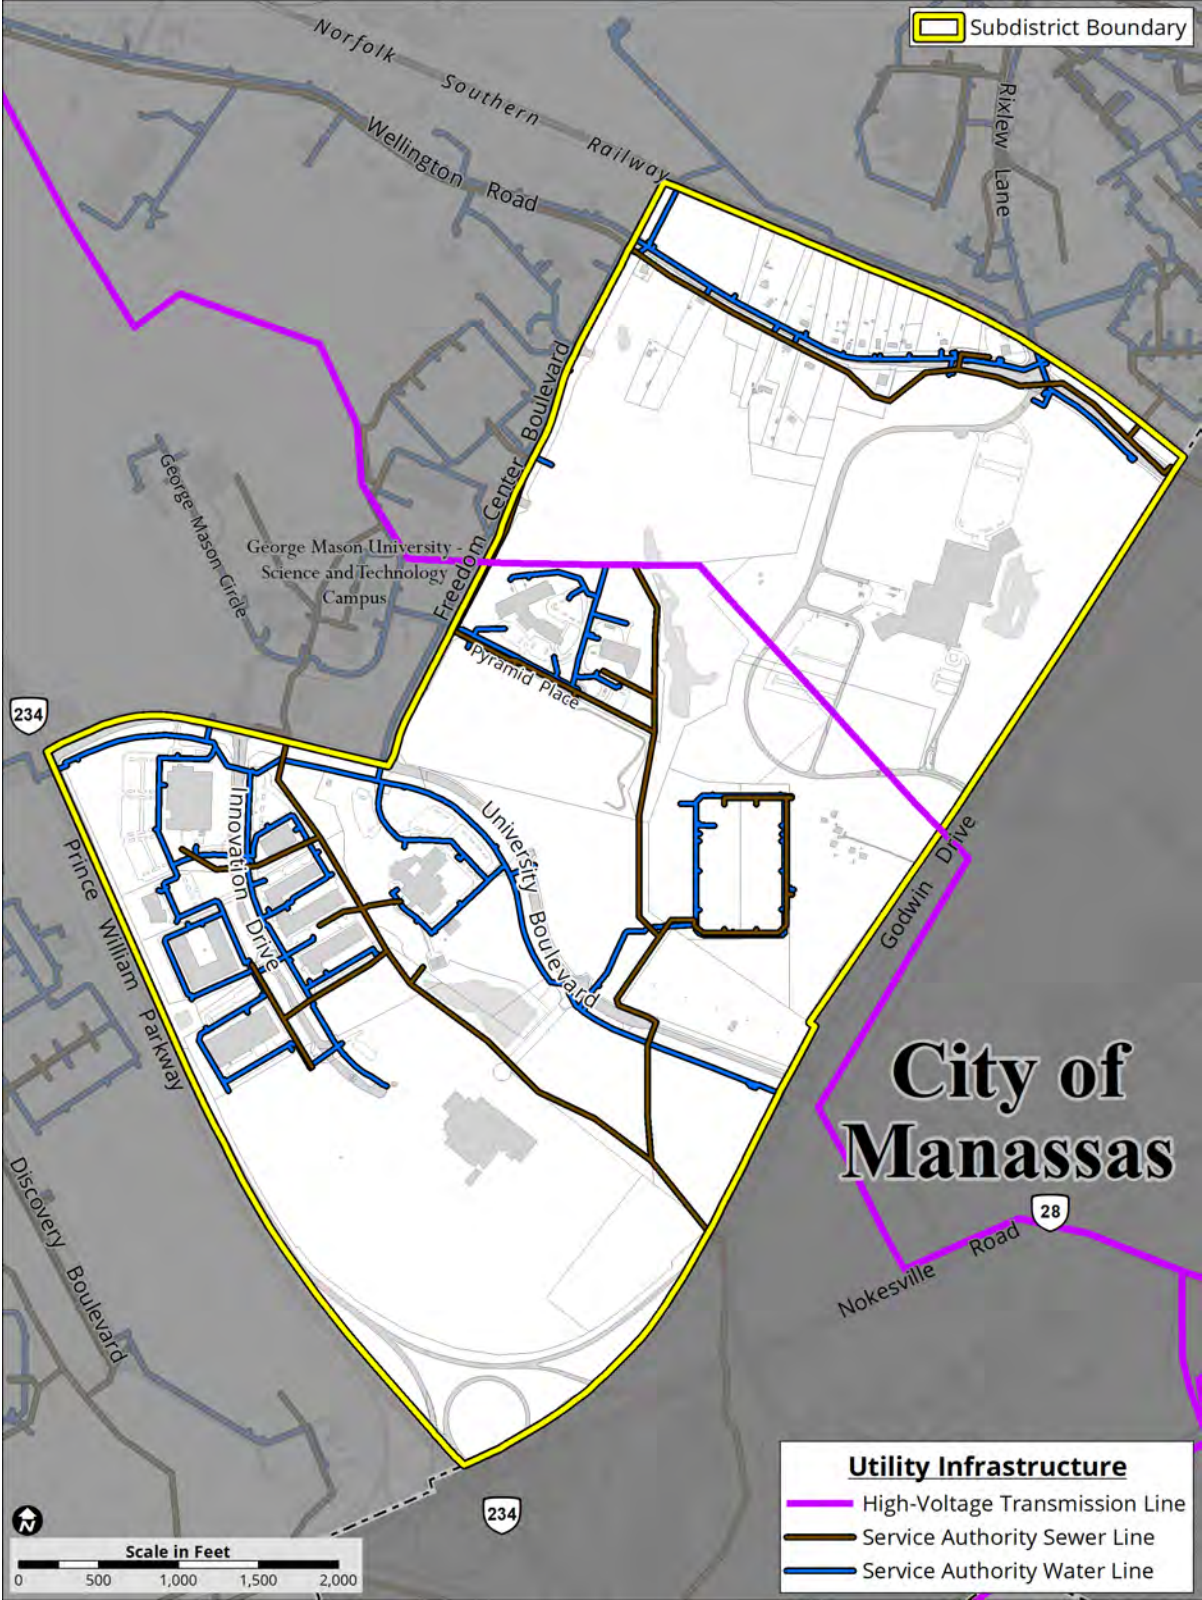 Subdistrict Boundary
Norfolk Southern Railway
Rixlew Lane
Wellington Road
Freedom Center Boulevard
George Mason Circle
George Mason University -
Science and Technology
Campus
Pyramid Place
234
Innovation Drive
University Boulevard
Prince William Parkway
Godwin Drive
City of
Manassas
28
Nokesville Road
Discovery Boulevard
234
N
Scale in Feet
0 500 1,000 1,500 2,000
Utility Infrastructure
High-Voltage Transmission Line
Service Authority Sewer Line
Service Authority Water Line